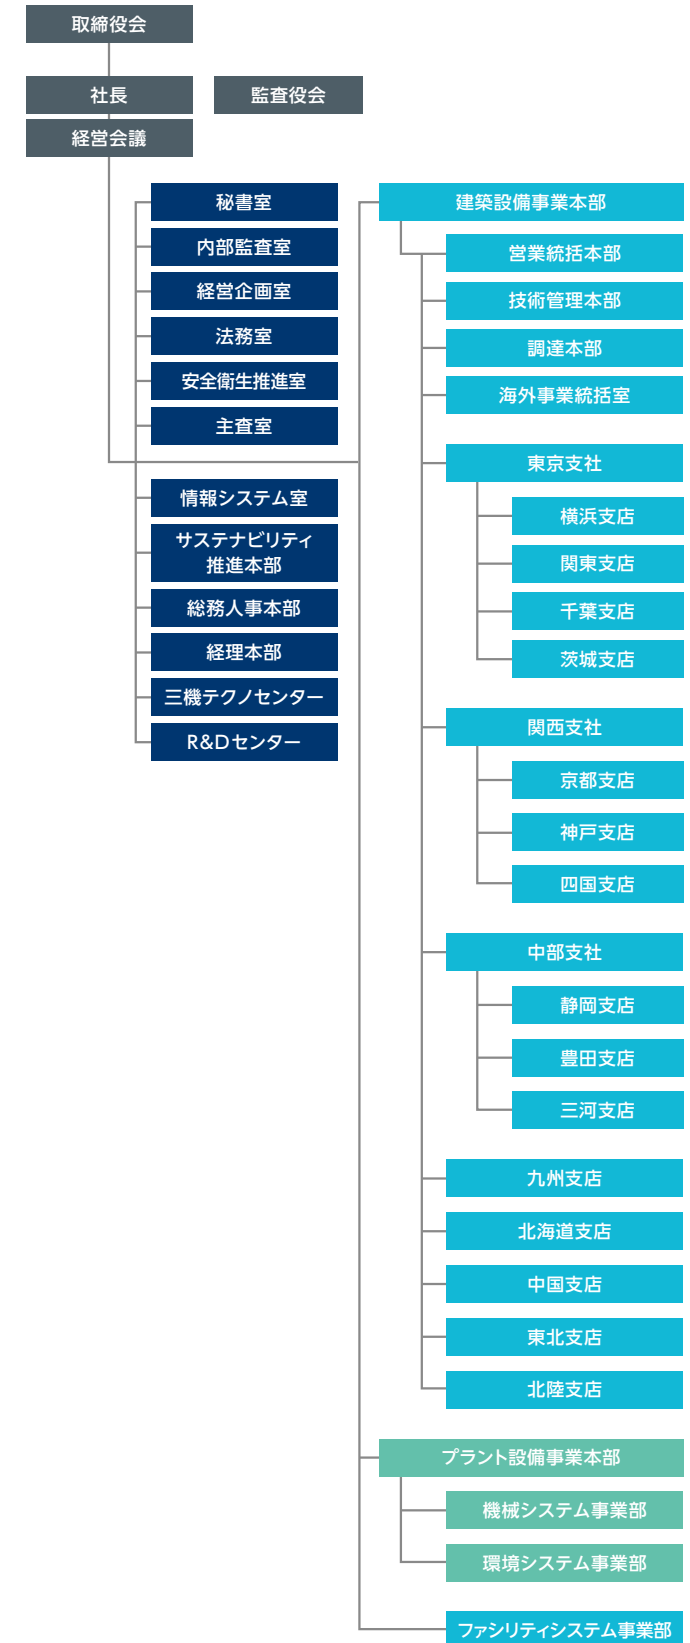 取締役会
社長
監査役会
経営会議
秘書室
内部監査室
経営企画室
法務室
安全衛生推進室
主査室
情報システム室
サステナビリティ
推進本部
総務人事本部
経理本部
三機テクノセンター
R&Dセンター
建築設備事業本部
営業統括本部
技術管理本部
調達本部
海外事業統括室
東京支社
横浜支店
関東支店
千葉支店
茨城支店
関西支社
京都支店
神戸支店
四国支店
中部支社
静岡支店
豊田支店
三河支店
九州支店
北海道支店
中国支店
東北支店
北陸支店
プラント設備事業本部
機械システム事業部
環境システム事業部
ファシリティシステム事業部